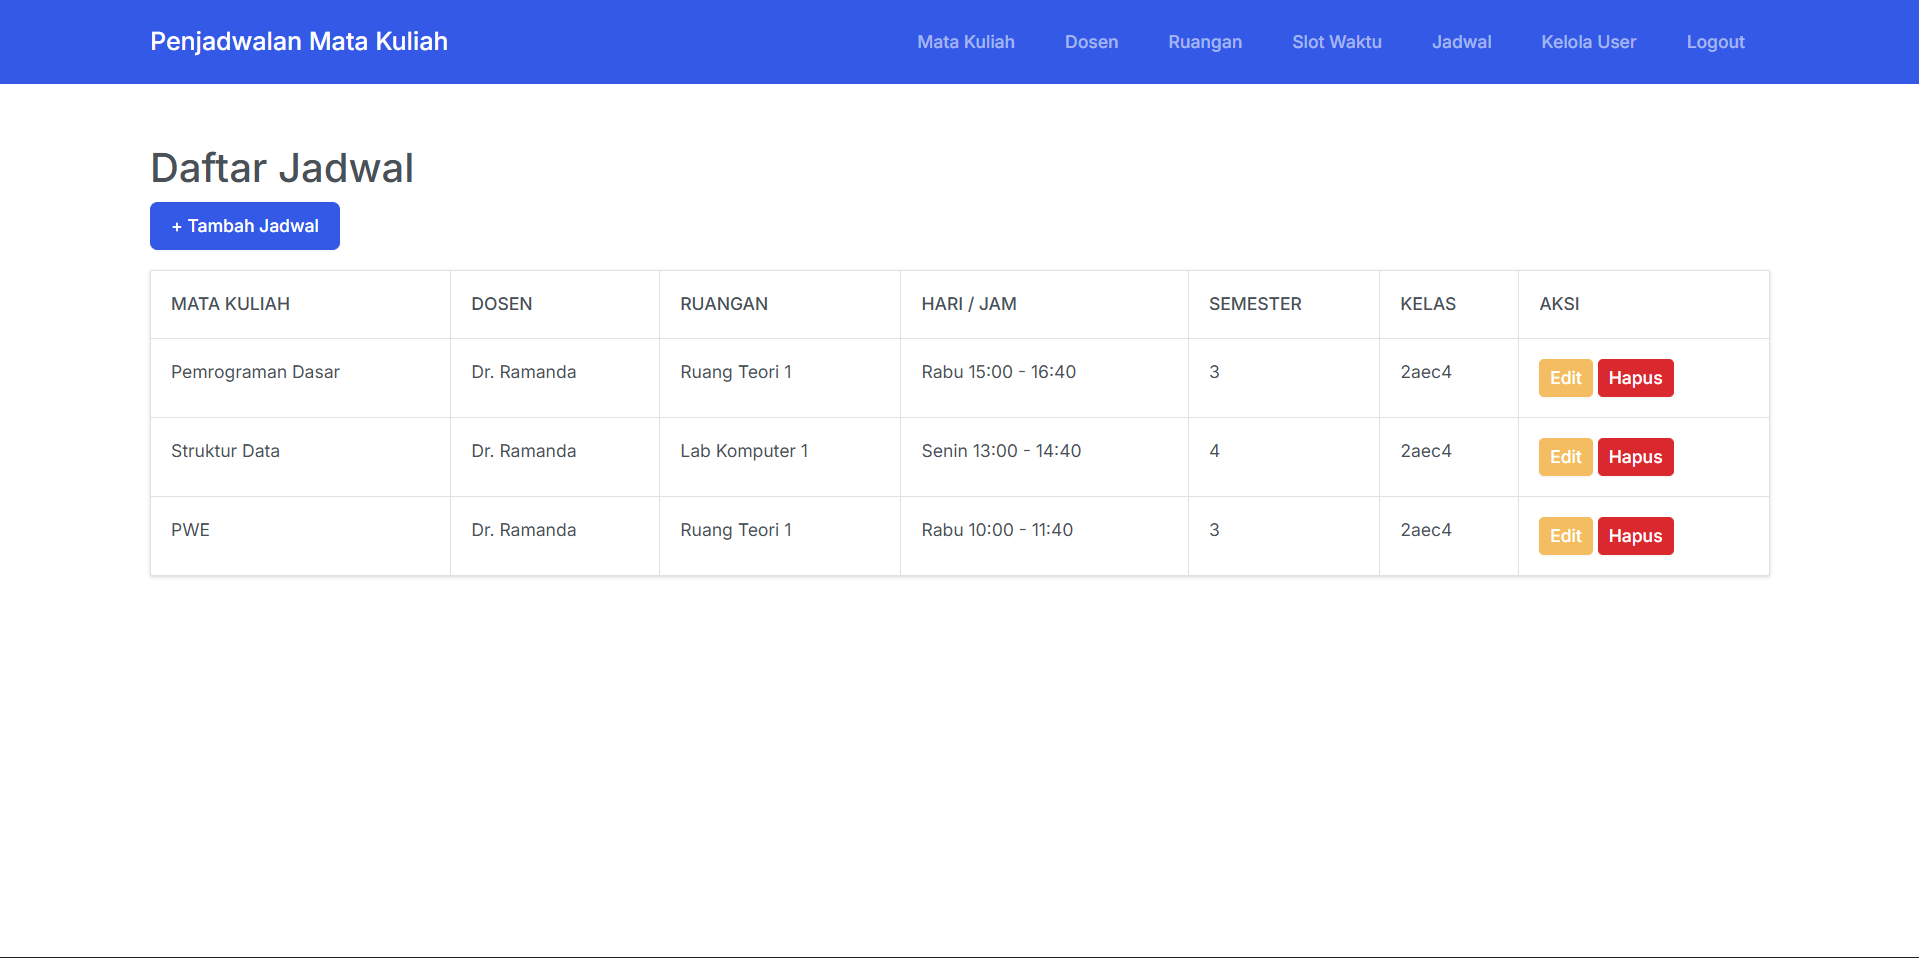 Penjadwalan Mata Kuliah Mata Kuliah Dosen Ruangan Slot Waktu Jadwal Kelola User Logout
Daftar Jadwal
+ Tambah Jadwal
MATA KULIAH DOSEN RUANGAN HARI / JAM SEMESTER KELAS AKSI
Pemrograman Dasar Dr. Ramanda Ruang Teori 1 Rabu 15:00 - 16:40 3 2aec4 Edit Hapus
Struktur Data Dr. Ramanda Lab Komputer 1 Senin 13:00 - 14:40 4 2aec4 Edit Hapus
PWE Dr. Ramanda Ruang Teori 1 Rabu 10:00 - 11:40 3 2aec4 Edit Hapus